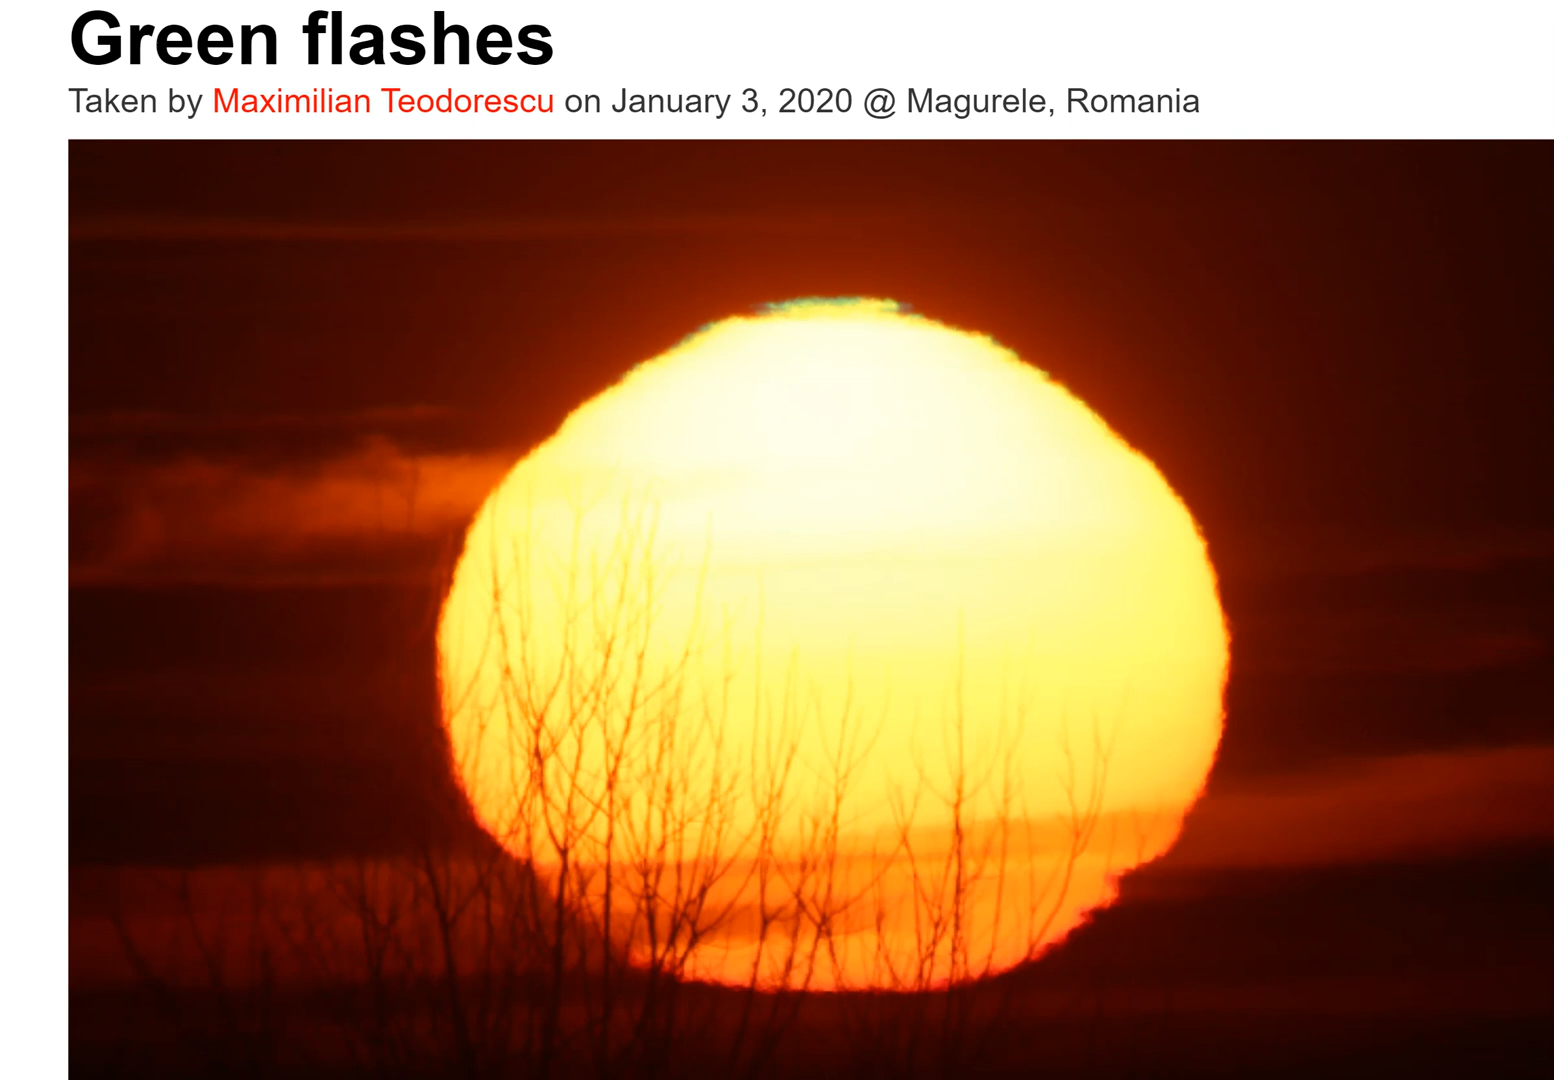 Green flashes
Taken by Maximilian Teodorescu on January 3, 2020 @ Magurele, Romania